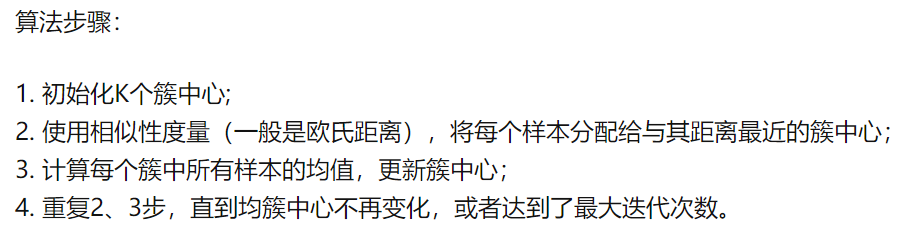 算法步骤：
1. 初始化K个簇中心;
2. 使用相似性度量（一般是欧氏距离），将每个样本分配给与其距离最近的簇中心；
3. 计算每个簇中所有样本的均值，更新簇中心；
4. 重复2、3步，直到均簇中心不再变化，或者达到了最大迭代次数。